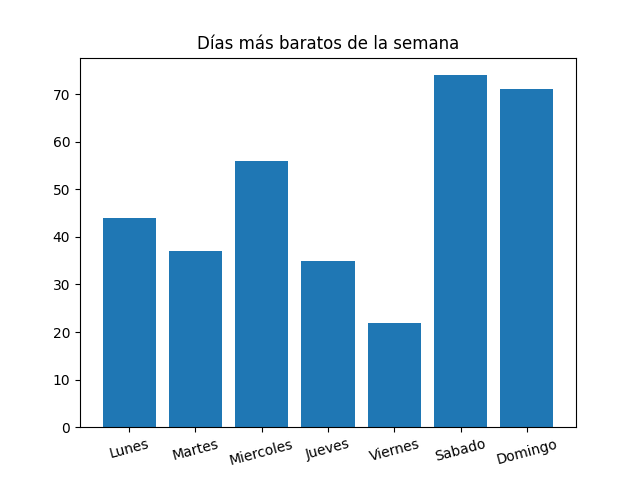 Días más baratos de la semana
70
60
50
40
30
20
10
0
Lunes
Martes
Miercoles
Jueves
Viernes
Sabado
Domingo